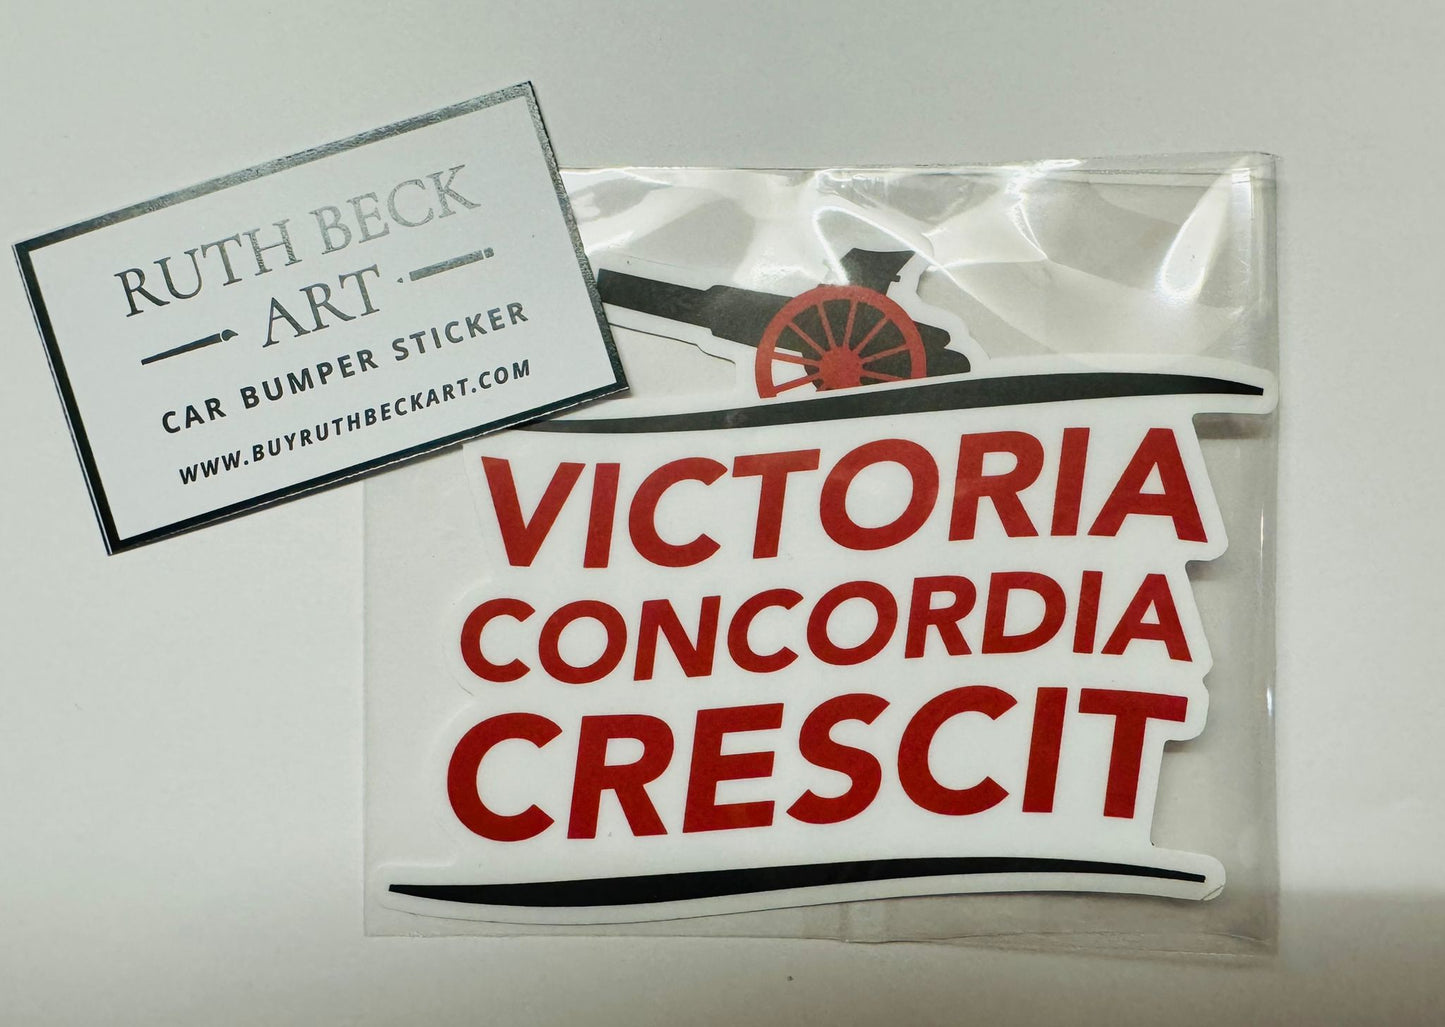 RUTH BECK
ART
CAR BUMPER STICKER
WWW.BUYRUTHBECKART.COM
VICTORIA
CONCORDIA
CRESCIT